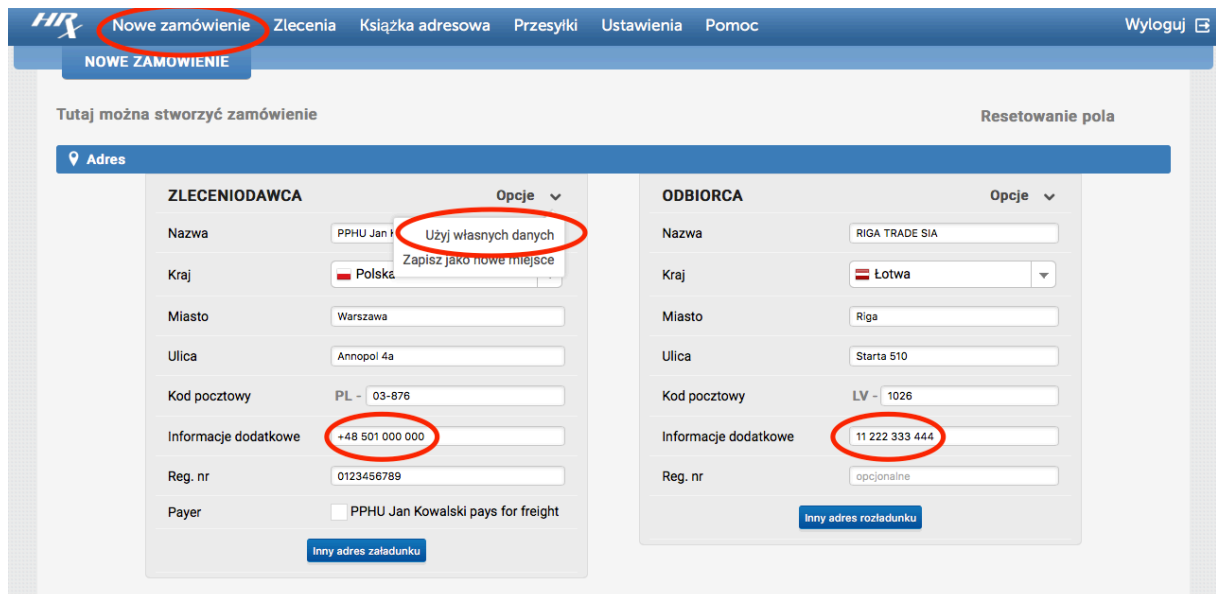 HRX Nowe zamówienie Zlecenia Książka adresowa Przesyłki Ustawienia Pomoc Wyloguj
NOWE ZAMÓWIENIE
Tutaj można stworzyć zamówienie Resetowanie pola
Adres
ZLECENIODAWCA Opcje
Nazwa PPHU Jan
Użyj własnych danych
Zapisz jako nowe miejsce
Kraj Polska
Miasto Warszawa
Ulica Annopol 4a
Kod pocztowy PL - 03-876
Informacje dodatkowe +48 501 000 000
Reg. nr 0123456789
Payer PPHU Jan Kowalski pays for freight
Inny adres załadunku
ODBIORCA Opcje
Nazwa RIGA TRADE SIA
Kraj Łotwa
Miasto Riga
Ulica Starta 510
Kod pocztowy LV - 1026
Informacje dodatkowe 11 222 333 444
Reg. nr opcjonalne
Inny adres rozładunku